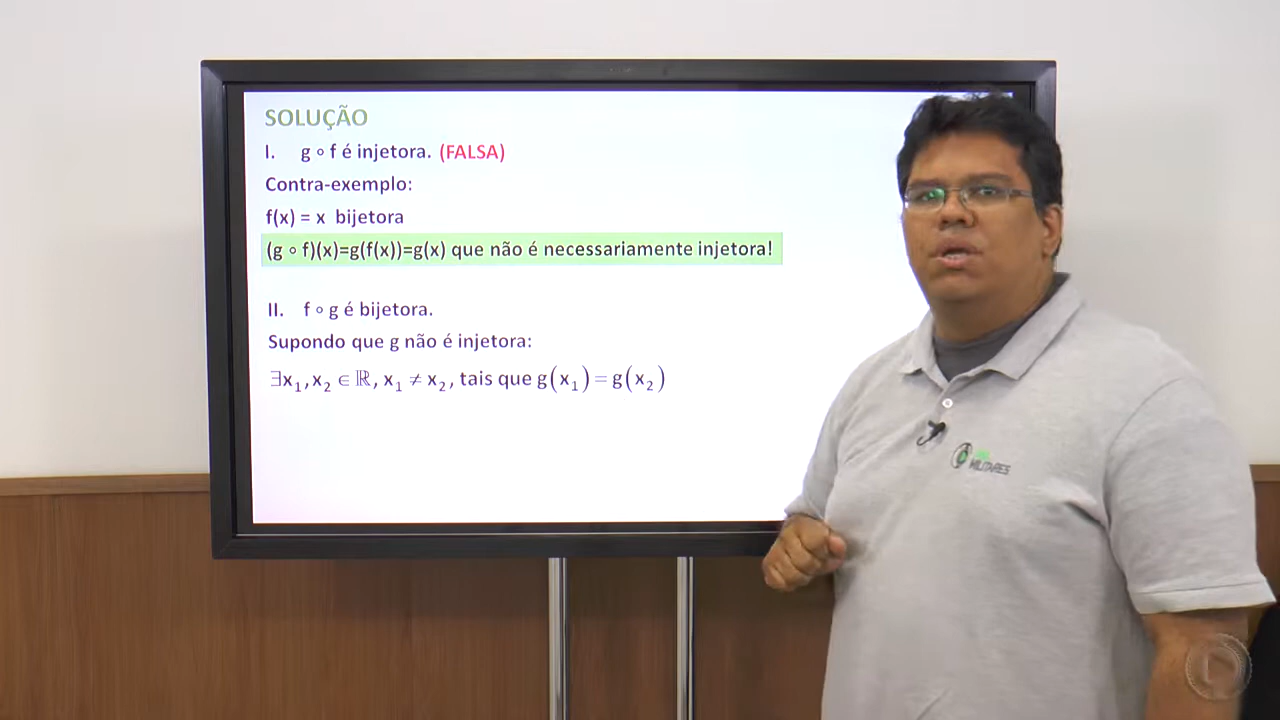 SOLUÇÃO
I. g ∘ f é injetora. (FALSA)
Contra-exemplo:
f(x) = x bijetora
(g ∘ f)(x)=g(f(x))=g(x) que não é necessariamente injetora!
II. f ∘ g é bijetora.
Supondo que g não é injetora:
∃x₁,x₂ ∈ ℝ, x₁ ≠ x₂, tais que g(x₁) = g(x₂)
MILITARES